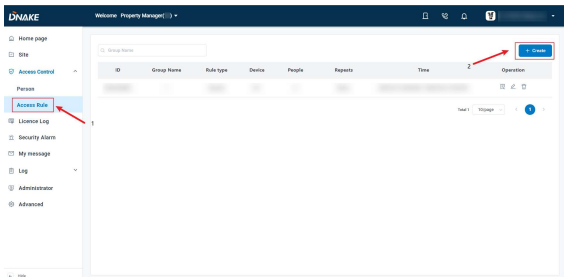 DNAKE
Welcome Property Manager( )
Home page
Site
Access Control
Person
Access Rule
Licence Log
Security Alarm
My message
Log
Administrator
Advanced
Group Name
+ Create
ID Group Name Rule type Device People Repeats Time Operation
Total 1 10/page 1
1
2